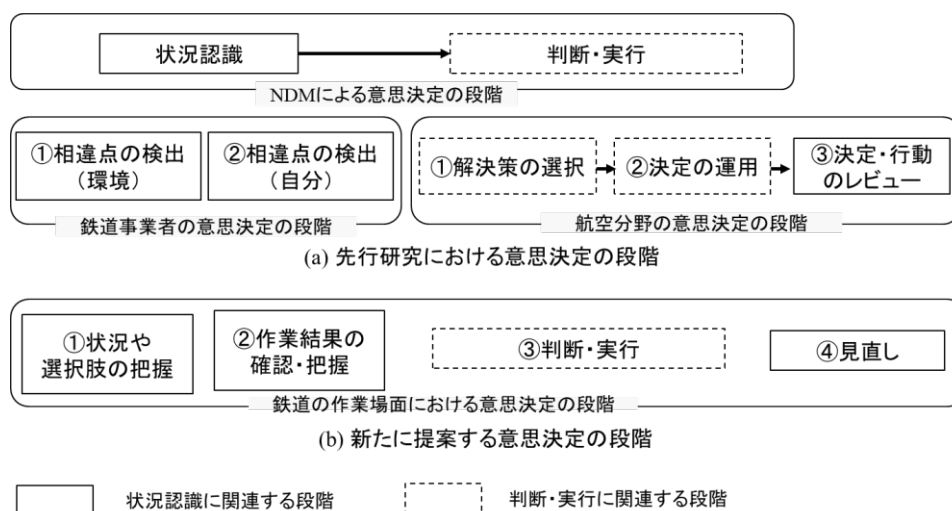 状況認識
判断・実行
NDMによる意思決定の段階
①相違点の検出
（環境）
②相違点の検出
（自分）
鉄道事業者の意思決定の段階
①解決策の選択
②決定の運用
③決定・行動
のレビュー
航空分野の意思決定の段階
(a) 先行研究における意思決定の段階
①状況や
選択肢の把握
②作業結果の
確認・把握
③判断・実行
④見直し
鉄道の作業場面における意思決定の段階
(b) 新たに提案する意思決定の段階
状況認識に関連する段階
判断・実行に関連する段階